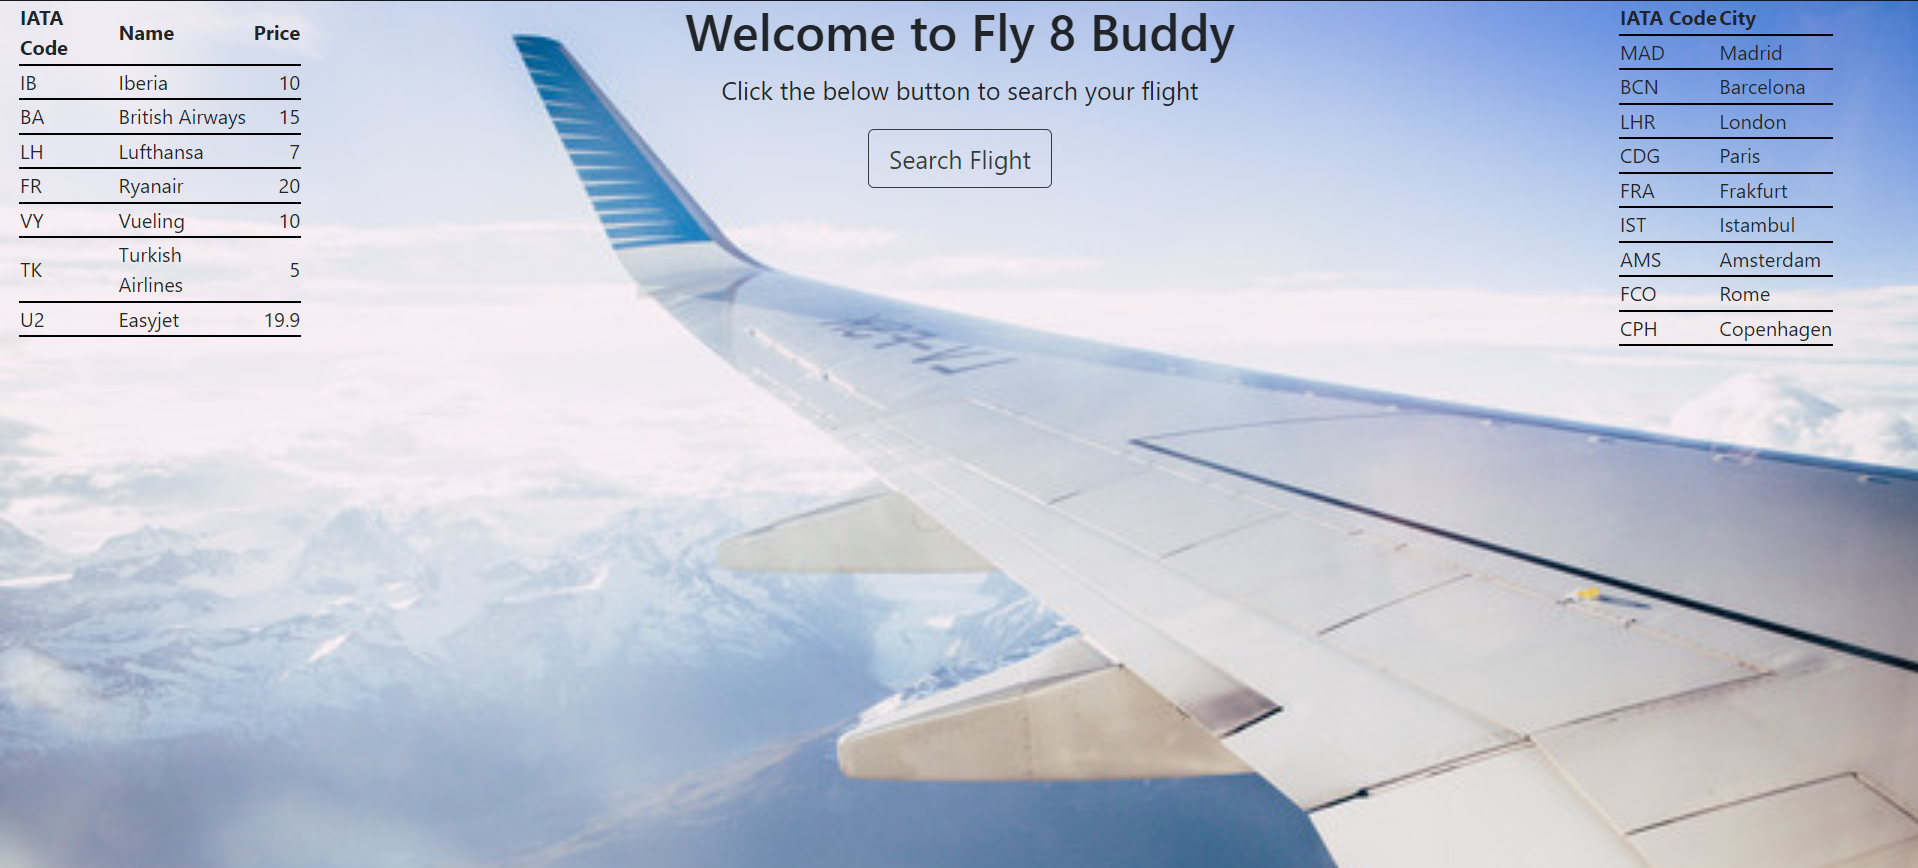 IATA Code Name Price
IB Iberia 10
BA British Airways 15
LH Lufthansa 7
FR Ryanair 20
VY Vueling 10
TK Turkish Airlines 5
U2 Easyjet 19.9
Welcome to Fly 8 Buddy
Click the below button to search your flight
Search Flight
IATA Code City
MAD Madrid
BCN Barcelona
LHR London
CDG Paris
FRA Frakfurt
IST Istambul
AMS Amsterdam
FCO Rome
CPH Copenhagen